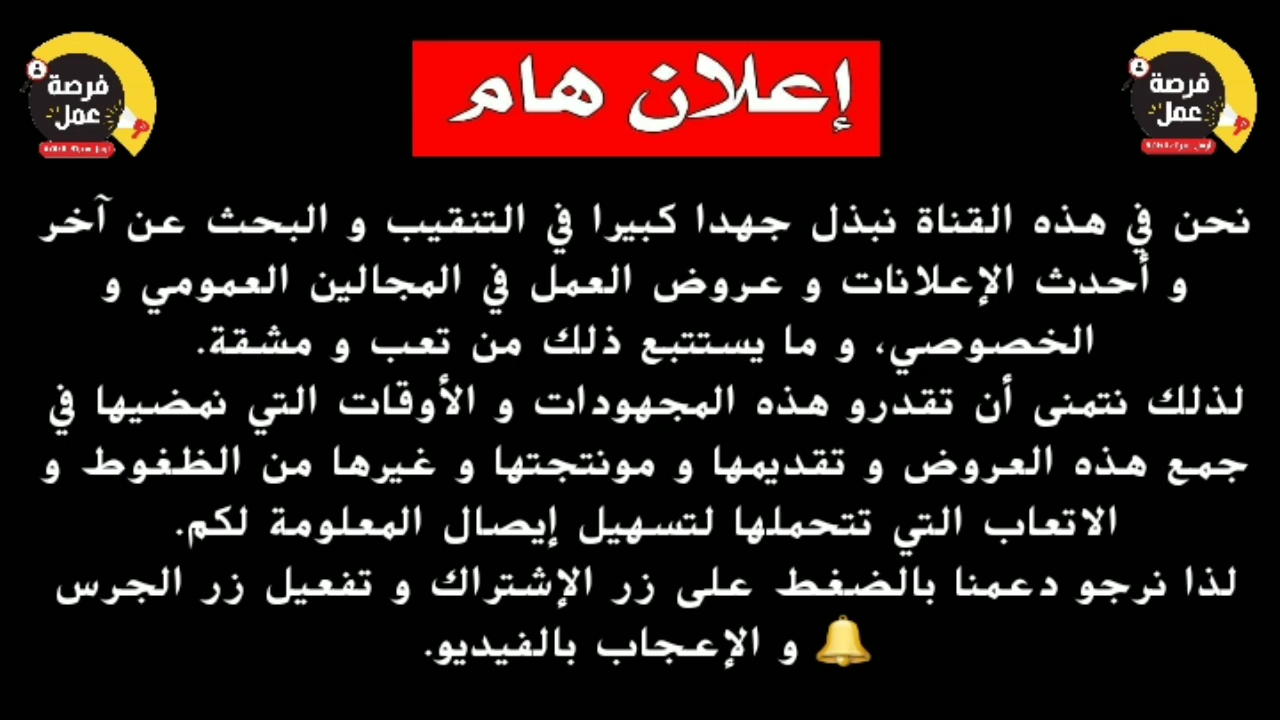 إعلان هام
فرصة
عمل
فرصة
عمل
نحن في هذه القناة نبذل جهدا كبيرا في التنقيب و البحث عن آخر
و أحدث الإعلانات و عروض العمل في المجالين العمومي و
الخصوصي، و ما يستتبع ذلك من تعب و مشقة.
لذلك نتمنى أن تقدرو هذه المجهودات و الأوقات التي نمضيها في
جمع هذه العروض و تقديمها و مونتجتها و غيرها من الظغوط و
الاتعاب التي تتحملها لتسهيل إيصال المعلومة لكم.
لذا نرجو دعمنا بالضغط على زر الإشتراك و تفعيل زر الجرس
🔔 و الإعجاب بالفيديو.